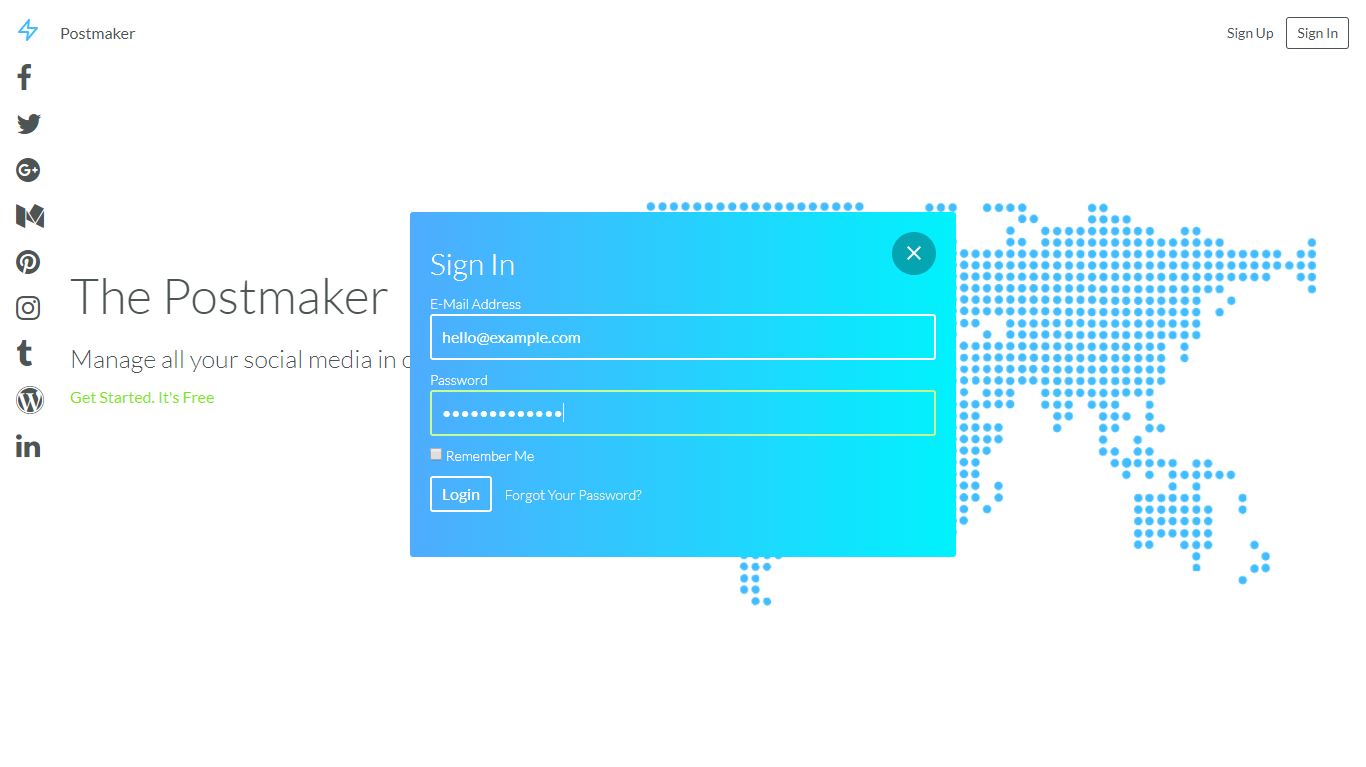 Postmaker
Sign Up
Sign In
The Postmaker
Manage all your social media in
Get Started. It's Free
Sign In
E-Mail Address
hello@example.com
Password
Remember Me
Login
Forgot Your Password?